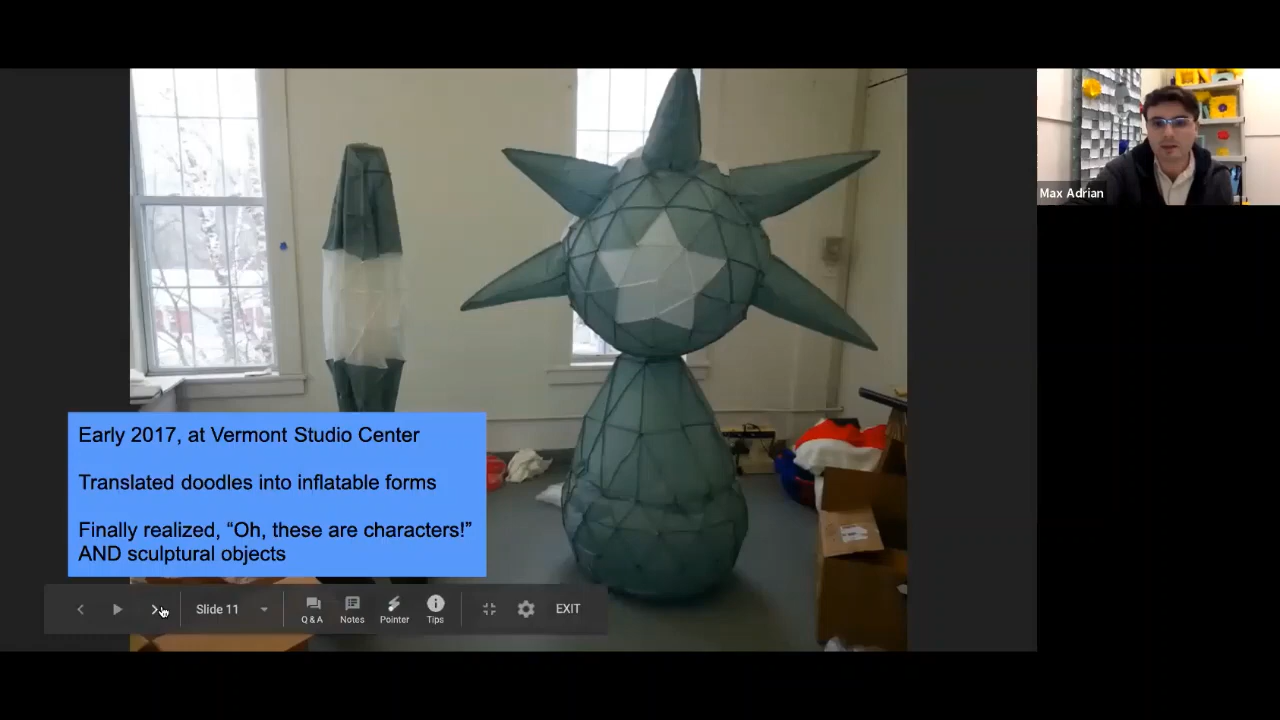 Max Adrian
Early 2017, at Vermont Studio Center
Translated doodles into inflatable forms
Finally realized, “Oh, these are characters!”
AND sculptural objects
Slide 11
Q&A
Notes
Pointer
Tips
EXIT